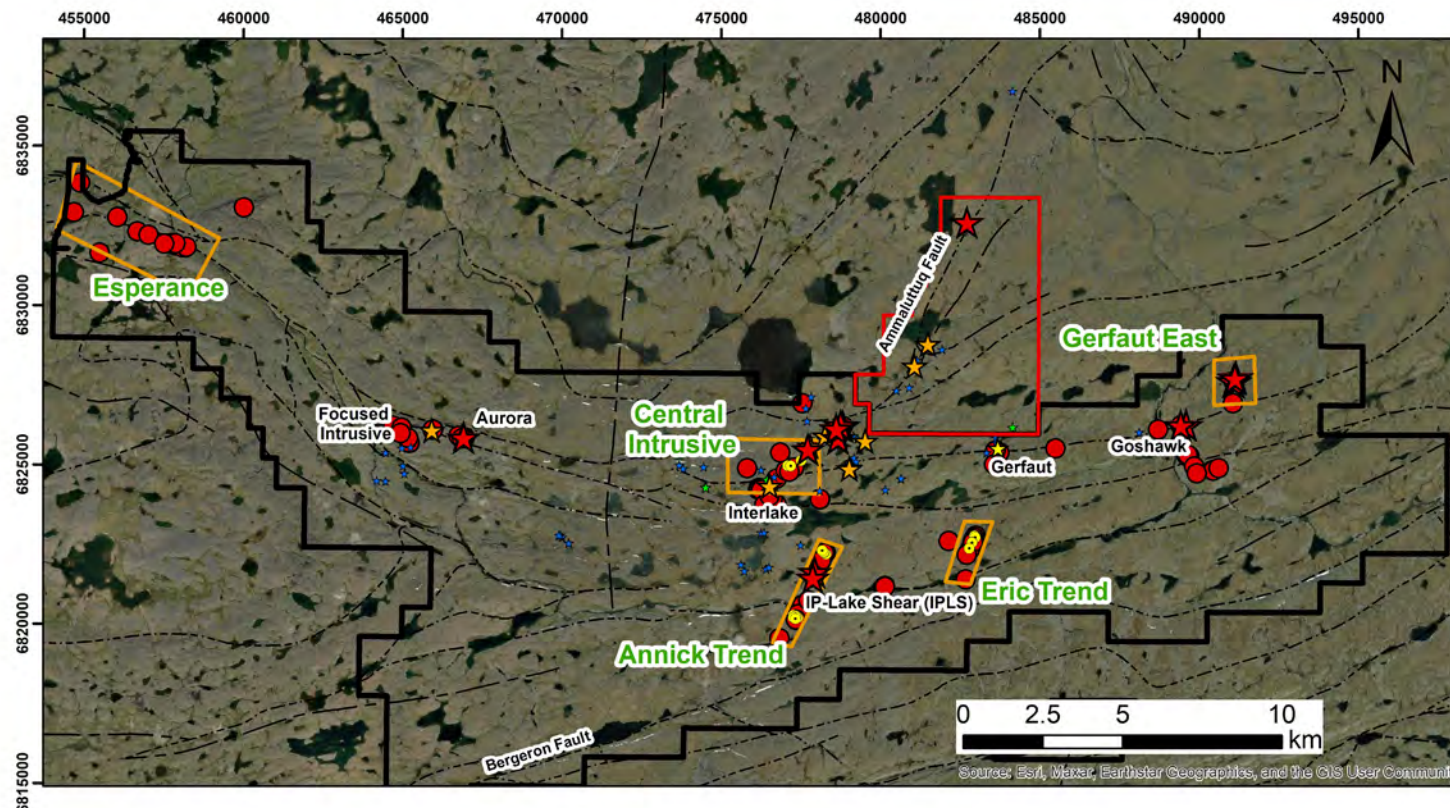 455000 460000 465000 470000 475000 480000 485000 490000 495000
N
6835000
6830000
6825000
6820000
6815000
Ammaluttuq Fault
Esperance
Gerfaut East
Focused
Intrusive
Aurora
Central
Intrusive
Goshawk
Gerfaut
Interlake
IP-Lake Shear (IPLS)
Eric Trend
Annick Trend
Bergeron Fault
0 2.5 5 10
km
Source: Esri, Maxar, Earthstar Geographics, and the GIS User Communi